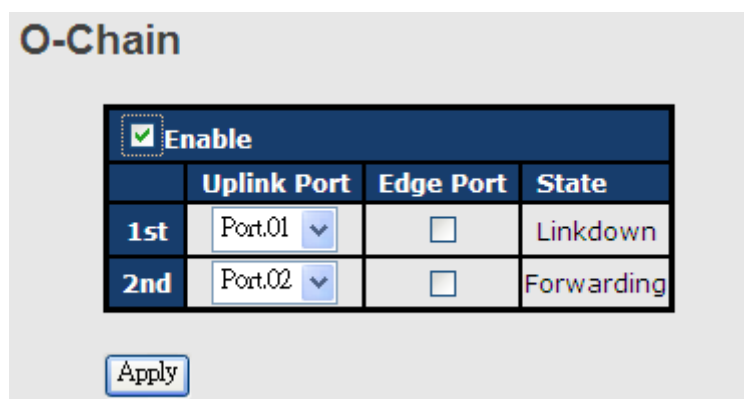 O-Chain
Enable
Uplink Port Edge Port State
1st Port.01 Linkdown
2nd Port.02 Forwarding
Apply